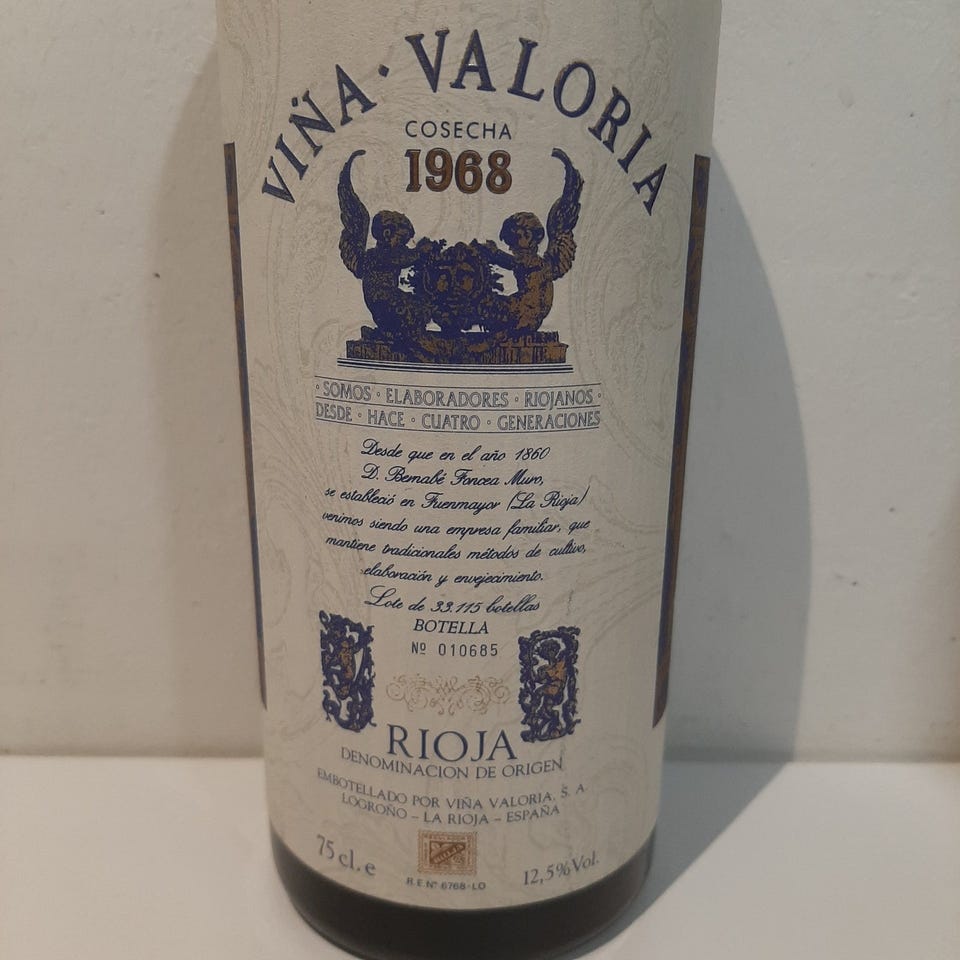 VIÑA · VALORIA
COSECHA
1968
· SOMOS · ELABORADORES · RIOJANOS ·
DESDE · HACE · CUATRO · GENERACIONES
Desde que en el año 1860
D. Bernabé Foncea Muro,
se estableció en Fuenmayor (La Rioja)
venimos siendo una empresa familiar, que
mantiene tradicionales métodos de cultivo,
elaboración y envejecimiento.
Lote de 33.115 botellas
BOTELLA
Nº 010685
RIOJA
DENOMINACION DE ORIGEN
EMBOTELLADO POR VIÑA VALORIA, S. A.
LOGROÑO – LA RIOJA – ESPAÑA
75 cl. e
12,5% Vol.
R.E. Nº 6768-LO